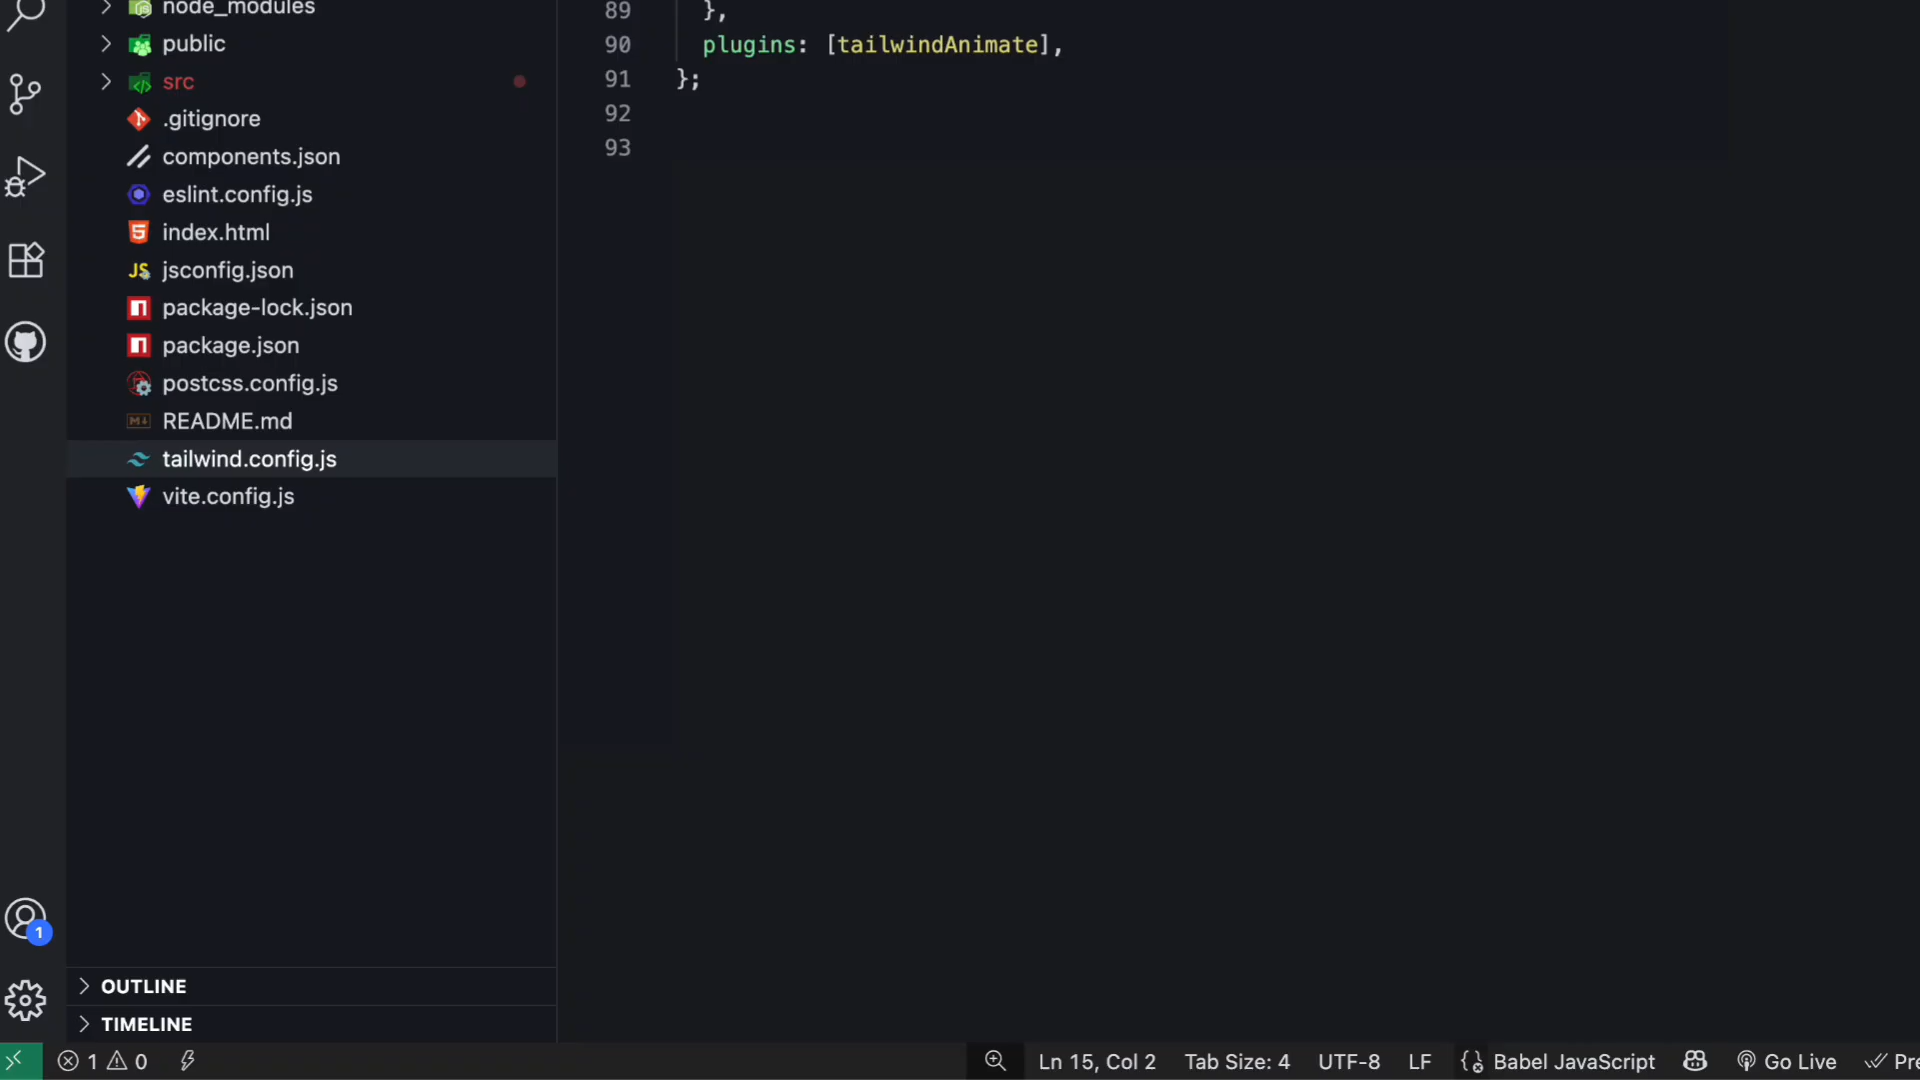 node_modules
public
src
.gitignore
components.json
eslint.config.js
index.html
jsconfig.json
package-lock.json
package.json
postcss.config.js
README.md
tailwind.config.js
vite.config.js
OUTLINE
TIMELINE
89 },
90 plugins: [tailwindAnimate],
91 };
92
93
1
1 0 Ln 15, Col 2 Tab Size: 4 UTF-8 LF Babel JavaScript Go Live